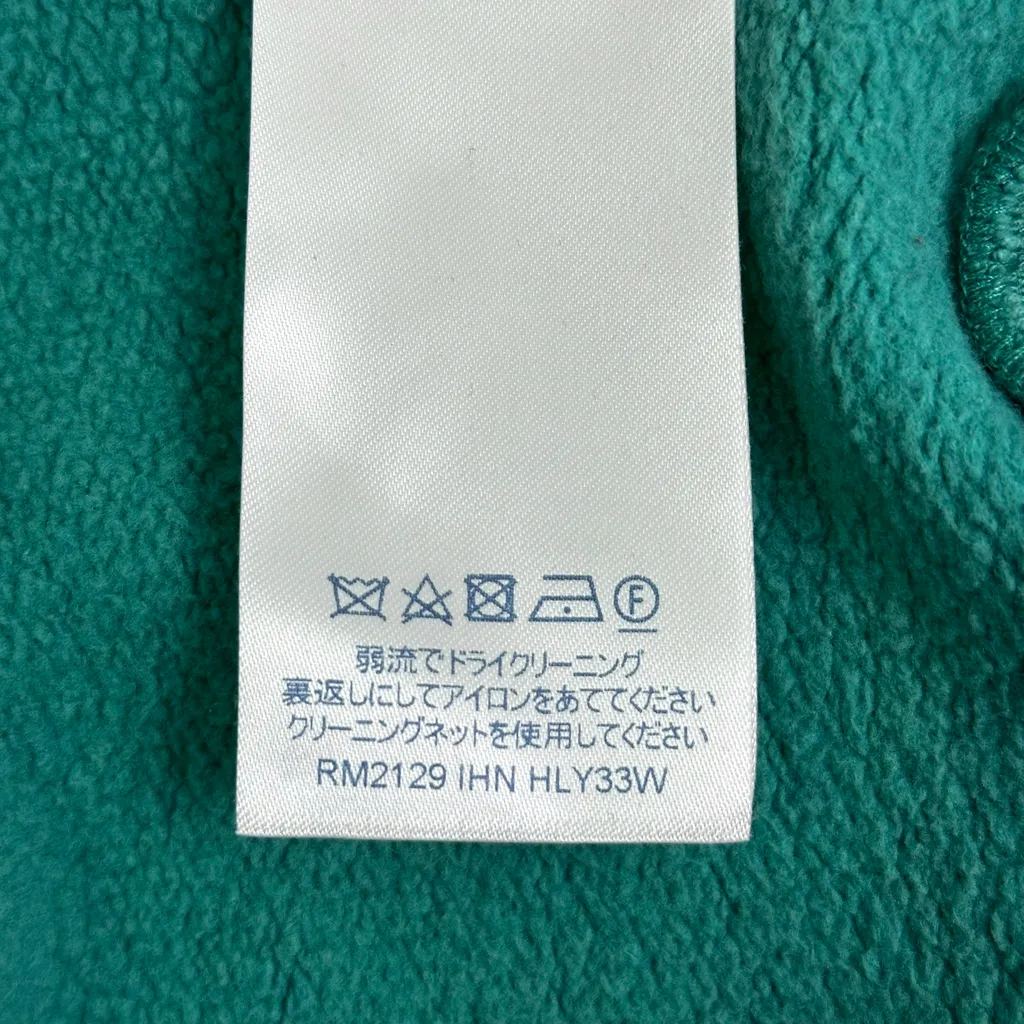 F
弱流でドライクリーニング
裏返しにしてアイロンをあててください
クリーニングネットを使用してください
RM2129 IHN HLY33W